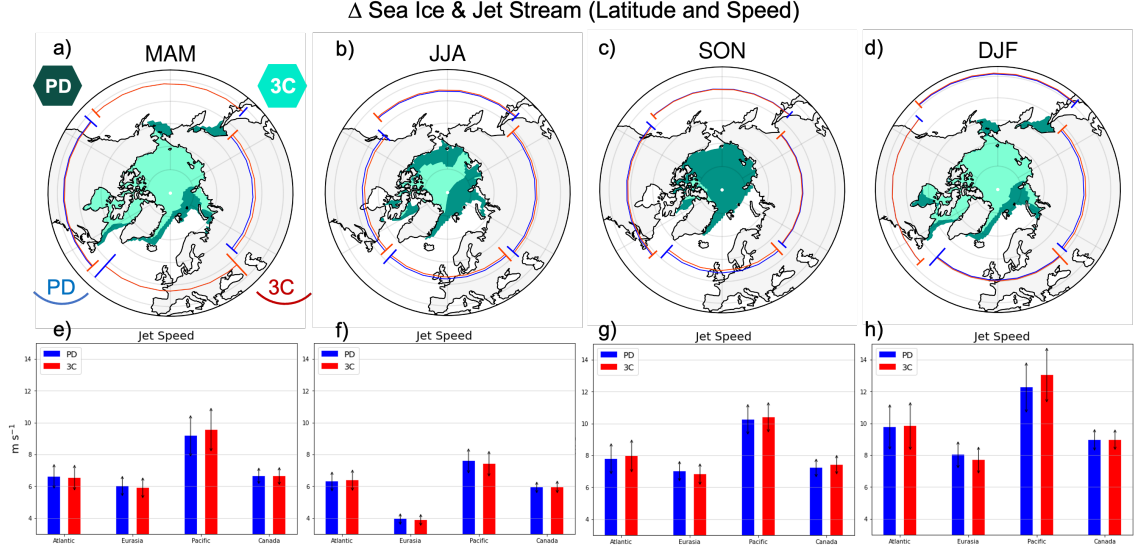 Δ Sea Ice & Jet Stream (Latitude and Speed)
a) MAM
b) JJA
c) SON
d) DJF
PD
3C
PD
3C
e) Jet Speed
f) Jet Speed
g) Jet Speed
h) Jet Speed
m s⁻¹
14
12
10
8
6
4
PD
3C
Atlantic Eurasia Pacific Canada
14
12
10
8
6
4
PD
3C
Atlantic Eurasia Pacific Canada
14
12
10
8
6
4
PD
3C
Atlantic Eurasia Pacific Canada
14
12
10
8
6
4
PD
3C
Atlantic Eurasia Pacific Canada